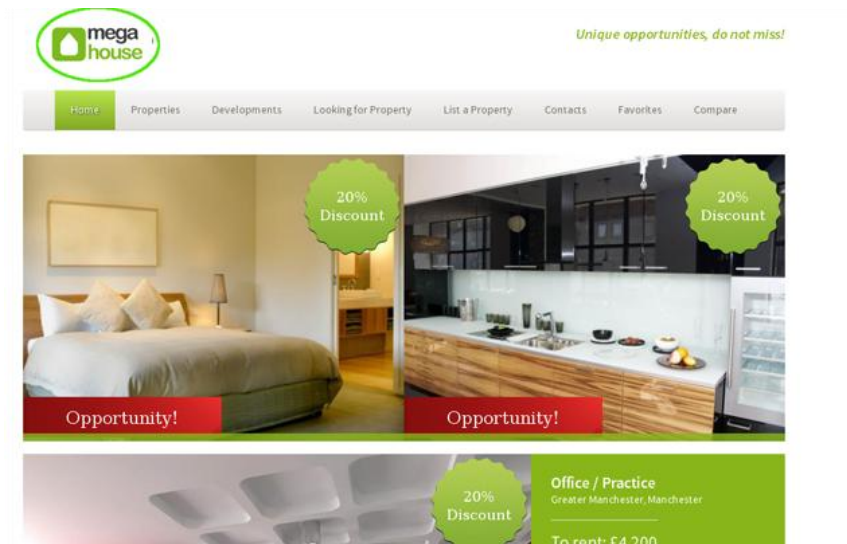 mega
house
Unique opportunities, do not miss!
Home Properties Developments Looking for Property List a Property Contacts Favorites Compare
20%
Discount
20%
Discount
Opportunity! Opportunity!
20%
Discount
Office / Practice
Greater Manchester, Manchester
To rent: £4,200